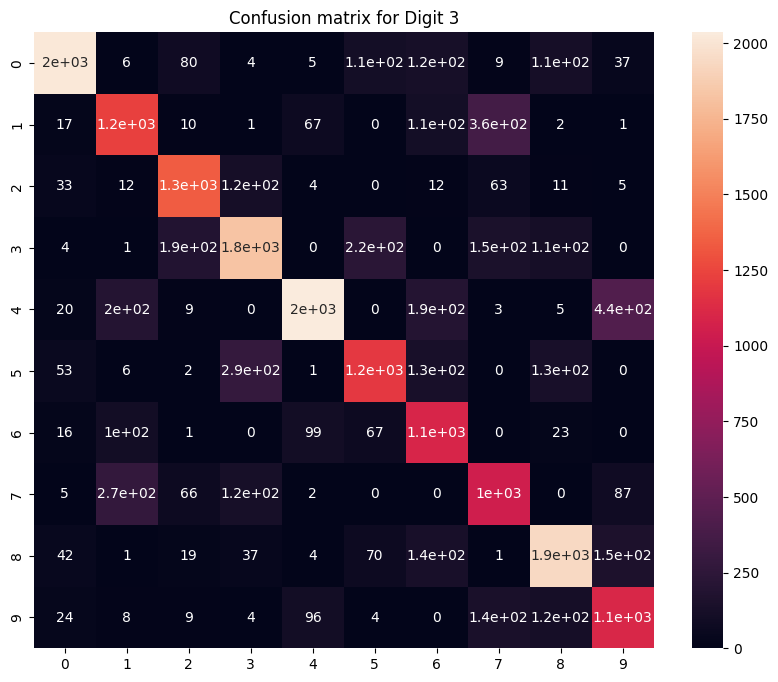 Confusion matrix for Digit 3
0 2e+03 6 80 4 5 1.1e+02 1.2e+02 9 1.1e+02 37
1 17 1.2e+03 10 1 67 0 1.1e+02 3.6e+02 2 1
2 33 12 1.3e+03 1.2e+02 4 0 12 63 11 5
3 4 1 1.9e+02 1.8e+03 0 2.2e+02 0 1.5e+02 1.1e+02 0
4 20 2e+02 9 0 2e+03 0 1.9e+02 3 5 4.4e+02
5 53 6 2 2.9e+02 1 1.2e+03 1.3e+02 0 1.3e+02 0
6 16 1e+02 1 0 99 67 1.1e+03 0 23 0
7 5 2.7e+02 66 1.2e+02 2 0 0 1e+03 0 87
8 42 1 19 37 4 70 1.4e+02 1 1.9e+03 1.5e+02
9 24 8 9 4 96 4 0 1.4e+02 1.2e+02 1.1e+03
0 1 2 3 4 5 6 7 8 9
2000
1750
1500
1250
1000
750
500
250
0